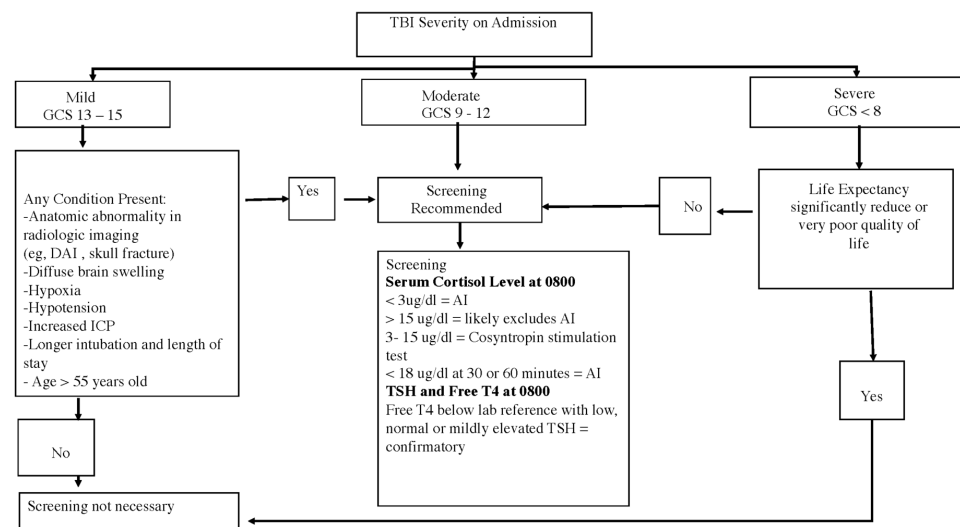 TBI Severity on Admission
Mild
GCS 13 – 15
Moderate
GCS 9 - 12
Severe
GCS < 8
Any Condition Present:
-Anatomic abnormality in
radiologic imaging
(eg, DAI , skull fracture)
-Diffuse brain swelling
-Hypoxia
-Hypotension
-Increased ICP
-Longer intubation and length of
stay
- Age > 55 years old
Yes
Screening
Recommended
No
Life Expectancy
significantly reduce or
very poor quality of
life
Screening
Serum Cortisol Level at 0800
< 3ug/dl = AI
> 15 ug/dl = likely excludes AI
3- 15 ug/dl = Cosyntropin stimulation
test
< 18 ug/dl at 30 or 60 minutes = AI
TSH and Free T4 at 0800
Free T4 below lab reference with low,
normal or mildly elevated TSH =
confirmatory
Yes
No
Screening not necessary